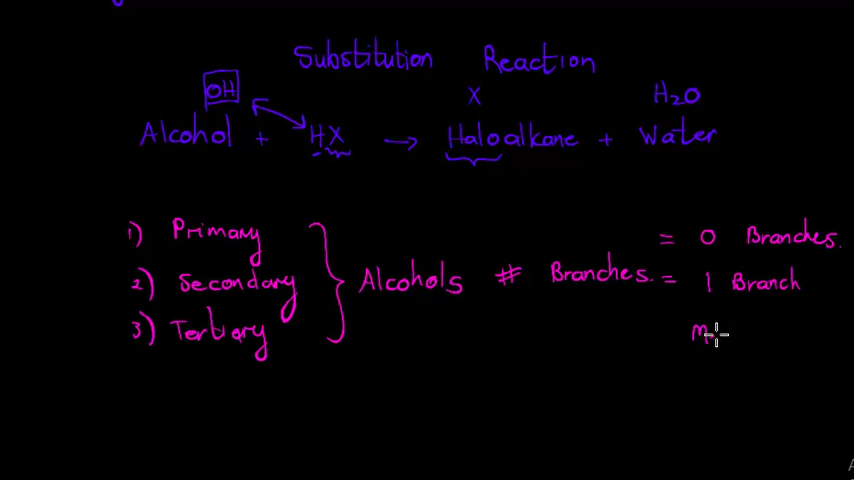 Substitution Reaction
OH X H2O
Alcohol + HX → Haloalkane + Water
1) Primary = 0 Branches.
2) Secondary } Alcohols # Branches. = 1 Branch
3) Tertiary